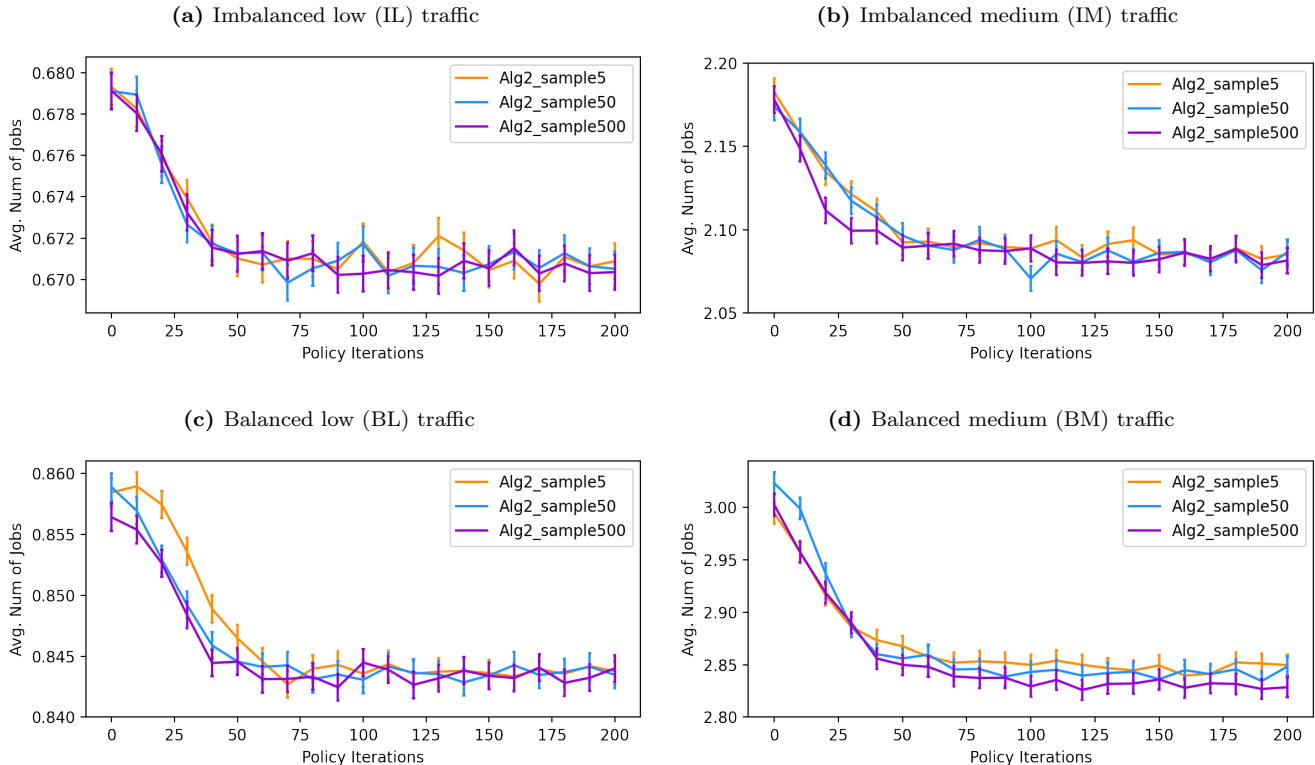 (a) Imbalanced low (IL) traffic
0.680
0.678
0.676
0.674
0.672
0.670
Avg. Num of Jobs
Alg2_sample5
Alg2_sample50
Alg2_sample500
0 25 50 75 100 125 150 175 200
Policy Iterations
(b) Imbalanced medium (IM) traffic
2.20
2.15
2.10
2.05
Avg. Num of Jobs
Alg2_sample5
Alg2_sample50
Alg2_sample500
0 25 50 75 100 125 150 175 200
Policy Iterations
(c) Balanced low (BL) traffic
0.860
0.855
0.850
0.845
0.840
Avg. Num of Jobs
Alg2_sample5
Alg2_sample50
Alg2_sample500
0 25 50 75 100 125 150 175 200
Policy Iterations
(d) Balanced medium (BM) traffic
3.00
2.95
2.90
2.85
2.80
Avg. Num of Jobs
Alg2_sample5
Alg2_sample50
Alg2_sample500
0 25 50 75 100 125 150 175 200
Policy Iterations